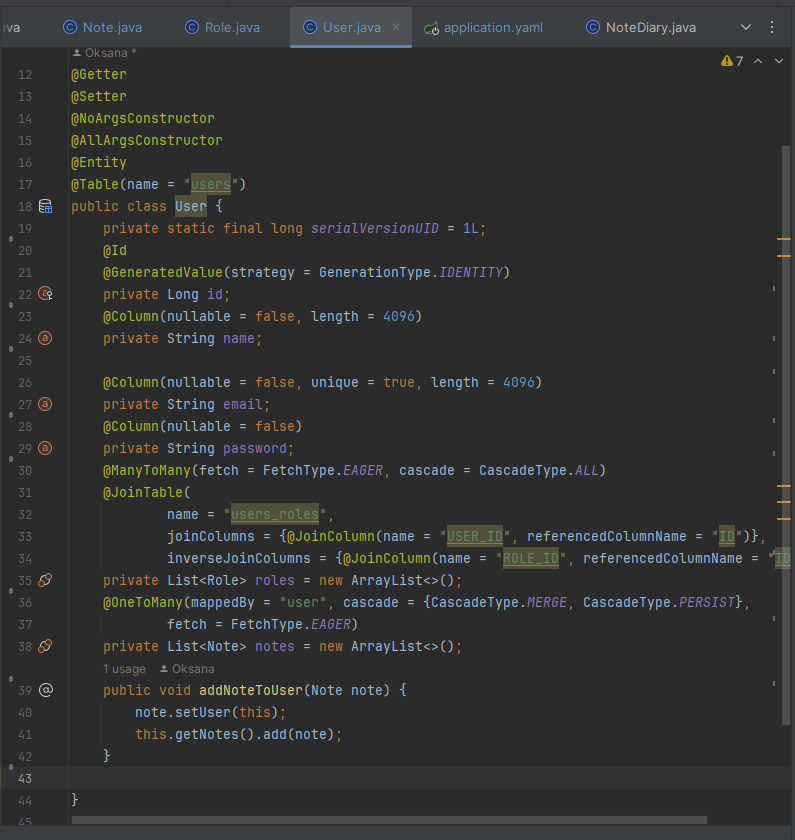 va
Note.java
Role.java
User.java
application.yaml
NoteDiary.java
Oksana *
7
12 @Getter
13 @Setter
14 @NoArgsConstructor
15 @AllArgsConstructor
16 @Entity
17 @Table(name = "users")
18 public class User {
19 private static final long serialVersionUID = 1L;
20 @Id
21 @GeneratedValue(strategy = GenerationType.IDENTITY)
22 private Long id;
23 @Column(nullable = false, length = 4096)
24 private String name;
25
26 @Column(nullable = false, unique = true, length = 4096)
27 private String email;
28 @Column(nullable = false)
29 private String password;
30 @ManyToMany(fetch = FetchType.EAGER, cascade = CascadeType.ALL)
31 @JoinTable(
32 name = "users_roles",
33 joinColumns = {@JoinColumn(name = "USER_ID", referencedColumnName = "ID")},
34 inverseJoinColumns = {@JoinColumn(name = "ROLE_ID", referencedColumnName = "ID
35 private List<Role> roles = new ArrayList<>();
36 @OneToMany(mappedBy = "user", cascade = {CascadeType.MERGE, CascadeType.PERSIST},
37 fetch = FetchType.EAGER)
38 private List<Note> notes = new ArrayList<>();
1 usage Oksana
39 public void addNoteToUser(Note note) {
40 note.setUser(this);
41 this.getNotes().add(note);
42 }
43
44 }
45